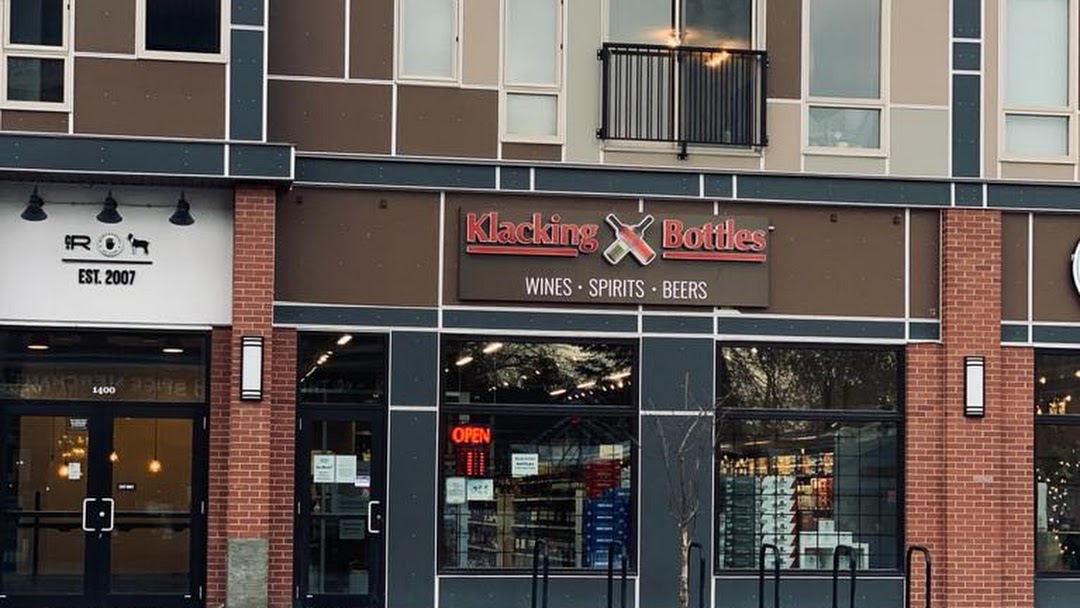 Klacking Bottles
WINES · SPIRITS · BEERS
EST. 2007
1400
OPEN